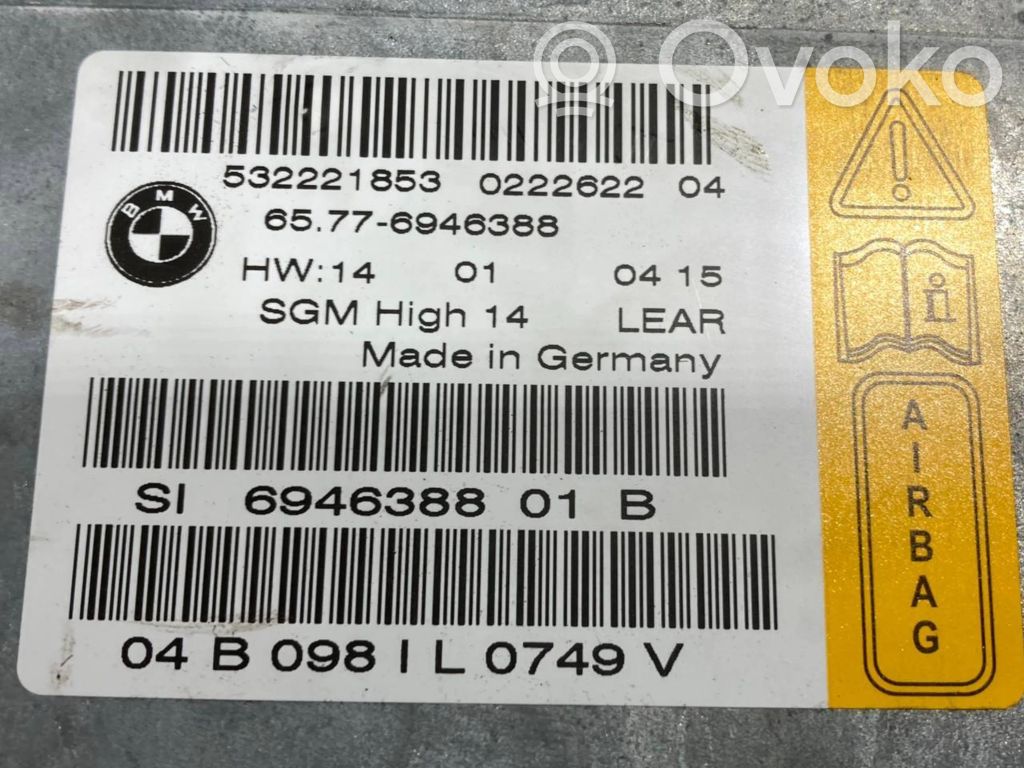 Ovoko
532221853 0222622 04
BMW
65.77-6946388
HW:14 01 04 15
SGM High 14 LEAR
Made in Germany
SI 6946388 01 B
04 B 098 I L 0749 V
i
AIRBAG